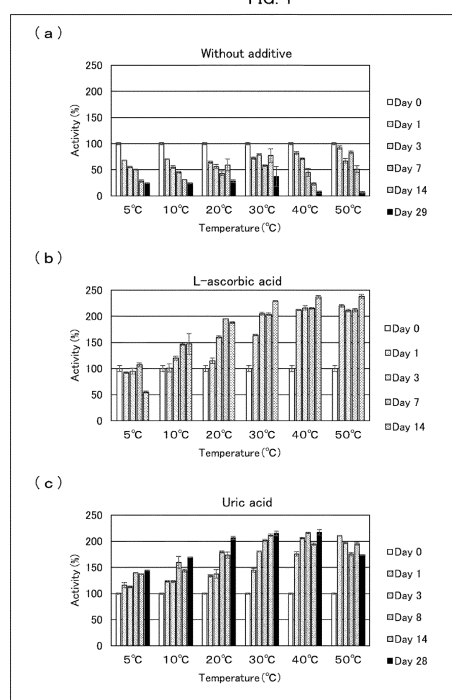 ( a )
Without additive
Activity (%)
250
200
150
100
50
0
5℃ 10℃ 20℃ 30℃ 40℃ 50℃
Temperature(℃)
Day 0
Day 1
Day 3
Day 7
Day 14
Day 29
( b )
L-ascorbic acid
Activity (%)
250
200
150
100
50
0
5℃ 10℃ 20℃ 30℃ 40℃ 50℃
Temperature(℃)
Day 0
Day 1
Day 3
Day 7
Day 14
( c )
Uric acid
Activity (%)
250
200
150
100
50
0
5℃ 10℃ 20℃ 30℃ 40℃ 50℃
Temperature(℃)
Day 0
Day 1
Day 3
Day 8
Day 14
Day 28